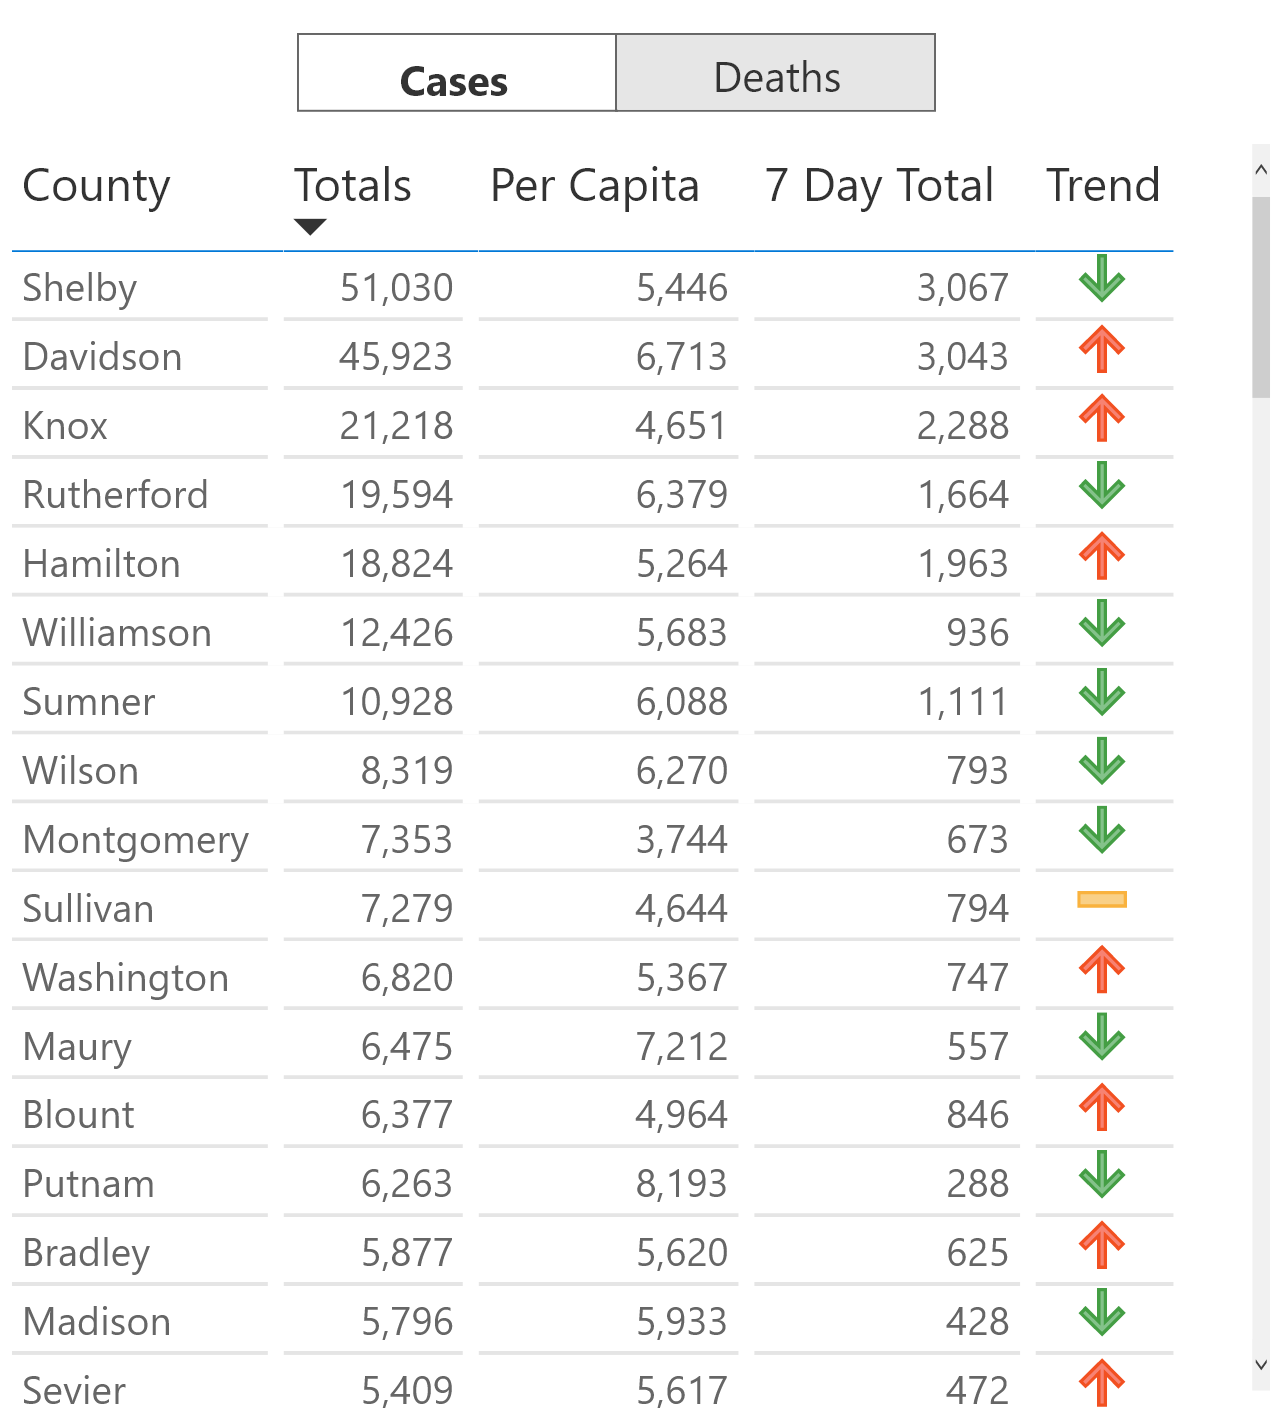 Cases Deaths
County Totals Per Capita 7 Day Total Trend
Shelby 51,030 5,446 3,067
Davidson 45,923 6,713 3,043
Knox 21,218 4,651 2,288
Rutherford 19,594 6,379 1,664
Hamilton 18,824 5,264 1,963
Williamson 12,426 5,683 936
Sumner 10,928 6,088 1,111
Wilson 8,319 6,270 793
Montgomery 7,353 3,744 673
Sullivan 7,279 4,644 794
Washington 6,820 5,367 747
Maury 6,475 7,212 557
Blount 6,377 4,964 846
Putnam 6,263 8,193 288
Bradley 5,877 5,620 625
Madison 5,796 5,933 428
Sevier 5,409 5,617 472